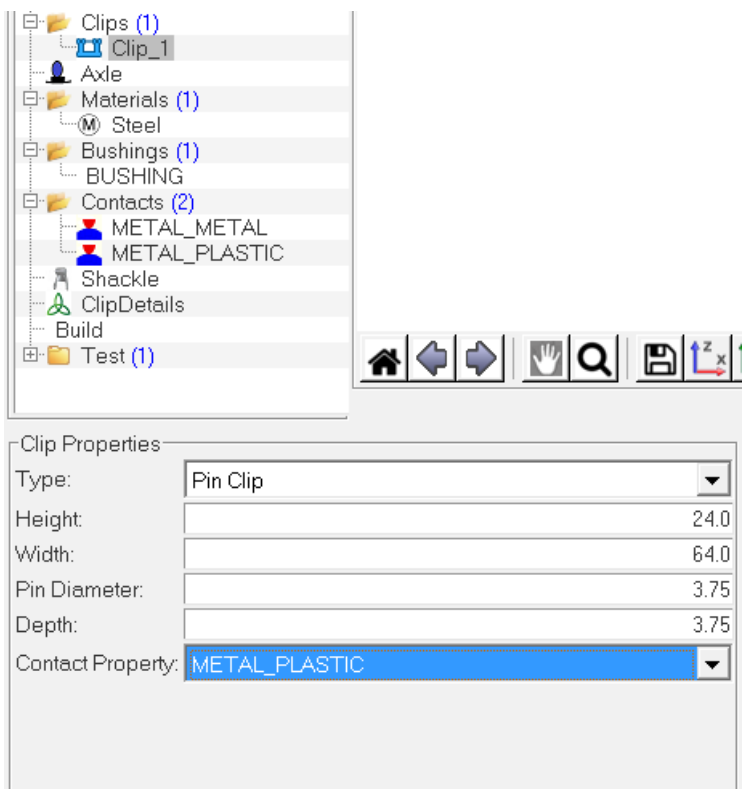 Clips (1)
Clip_1
Axle
Materials (1)
M Steel
Bushings (1)
BUSHING
Contacts (2)
METAL_METAL
METAL_PLASTIC
Shackle
ClipDetails
Build
Test (1)
z
x
Clip Properties
Type: Pin Clip
Height: 24.0
Width: 64.0
Pin Diameter: 3.75
Depth: 3.75
Contact Property: METAL_PLASTIC